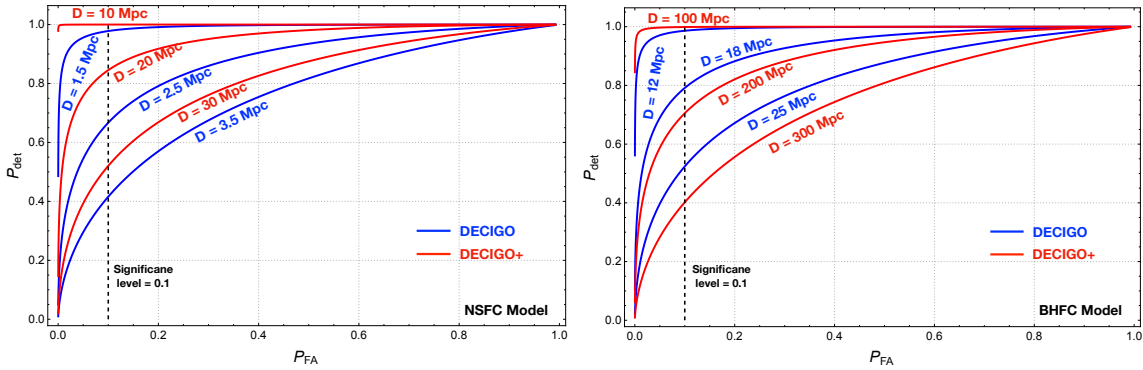 D = 10 Mpc
D = 1.5 Mpc
D = 20 Mpc
D = 2.5 Mpc
D = 30 Mpc
D = 3.5 Mpc
DECIGO
DECIGO+
Significane
level = 0.1
NSFC Model
1.0
0.8
0.6
0.4
0.2
0.0
P_det
0.0 0.2 0.4 0.6 0.8 1.0
P_FA
D = 100 Mpc
D = 12 Mpc
D = 18 Mpc
D = 200 Mpc
D = 25 Mpc
D = 300 Mpc
DECIGO
DECIGO+
Significane
level = 0.1
BHFC Model
1.0
0.8
0.6
0.4
0.2
0.0
P_det
0.0 0.2 0.4 0.6 0.8 1.0
P_FA